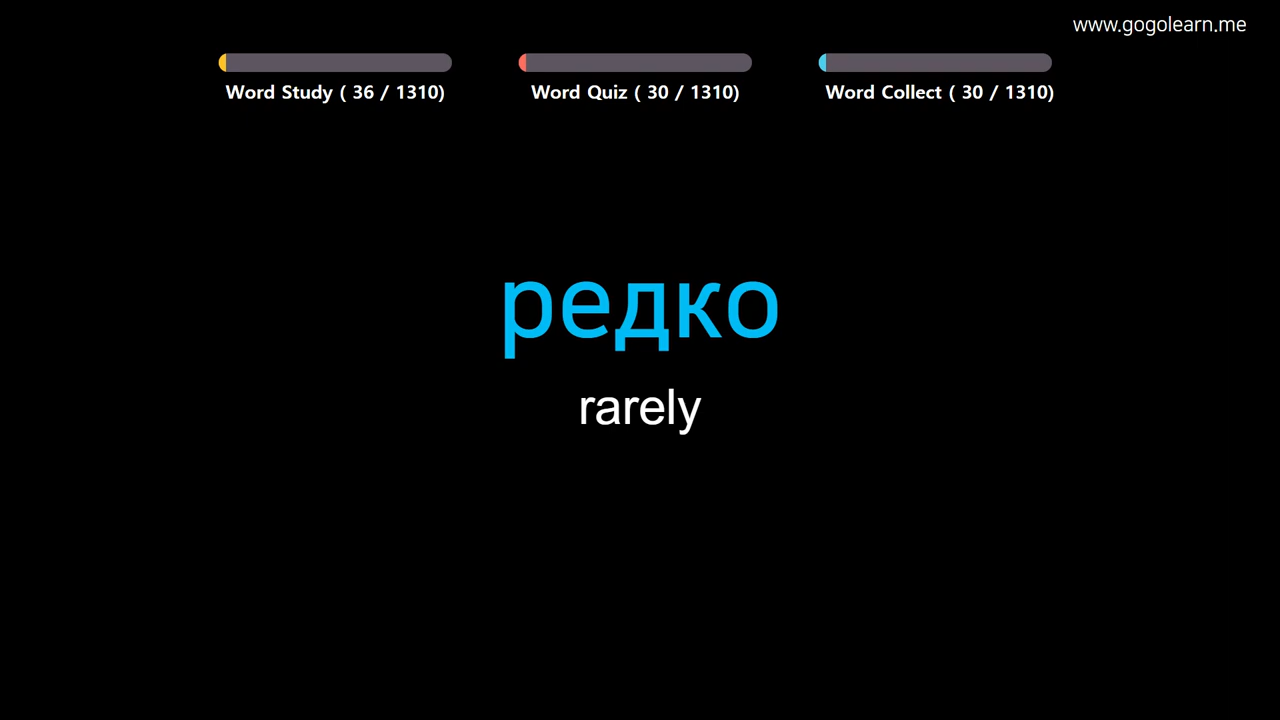 www.gogolearn.me
Word Study ( 36 / 1310)
Word Quiz ( 30 / 1310)
Word Collect ( 30 / 1310)
редко
rarely